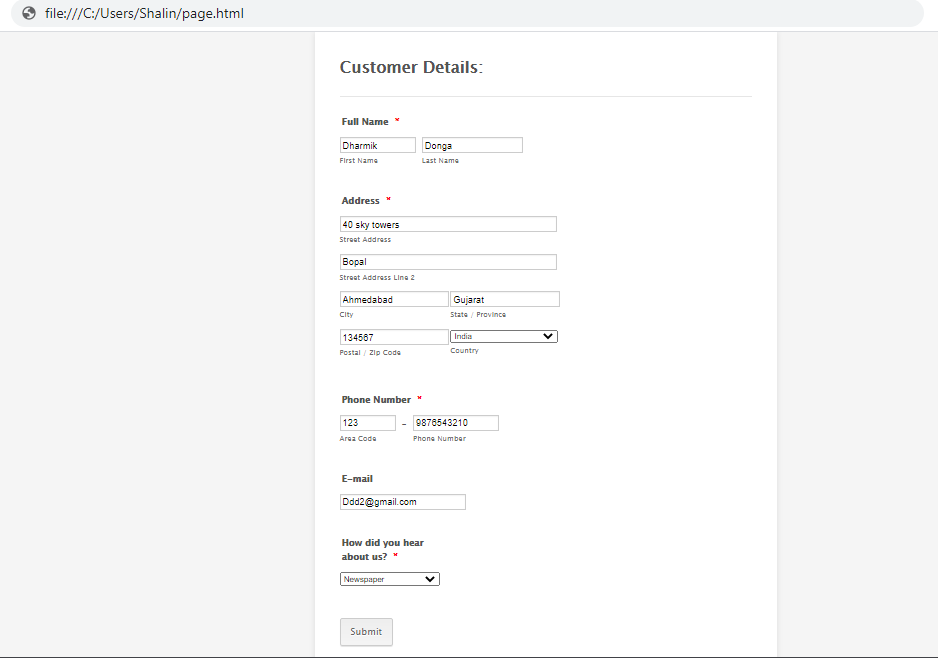 file:///C:/Users/Shalin/page.html
Customer Details:
Full Name *
Dharmik Donga
First Name Last Name
Address *
40 sky towers
Street Address
Bopal
Street Address Line 2
Ahmedabad Gujarat
City State / Province
134567 India
Postal / Zip Code Country
Phone Number *
123 - 9876543210
Area Code Phone Number
E-mail
Ddd2@gmail.com
How did you hear
about us? *
Newspaper
Submit